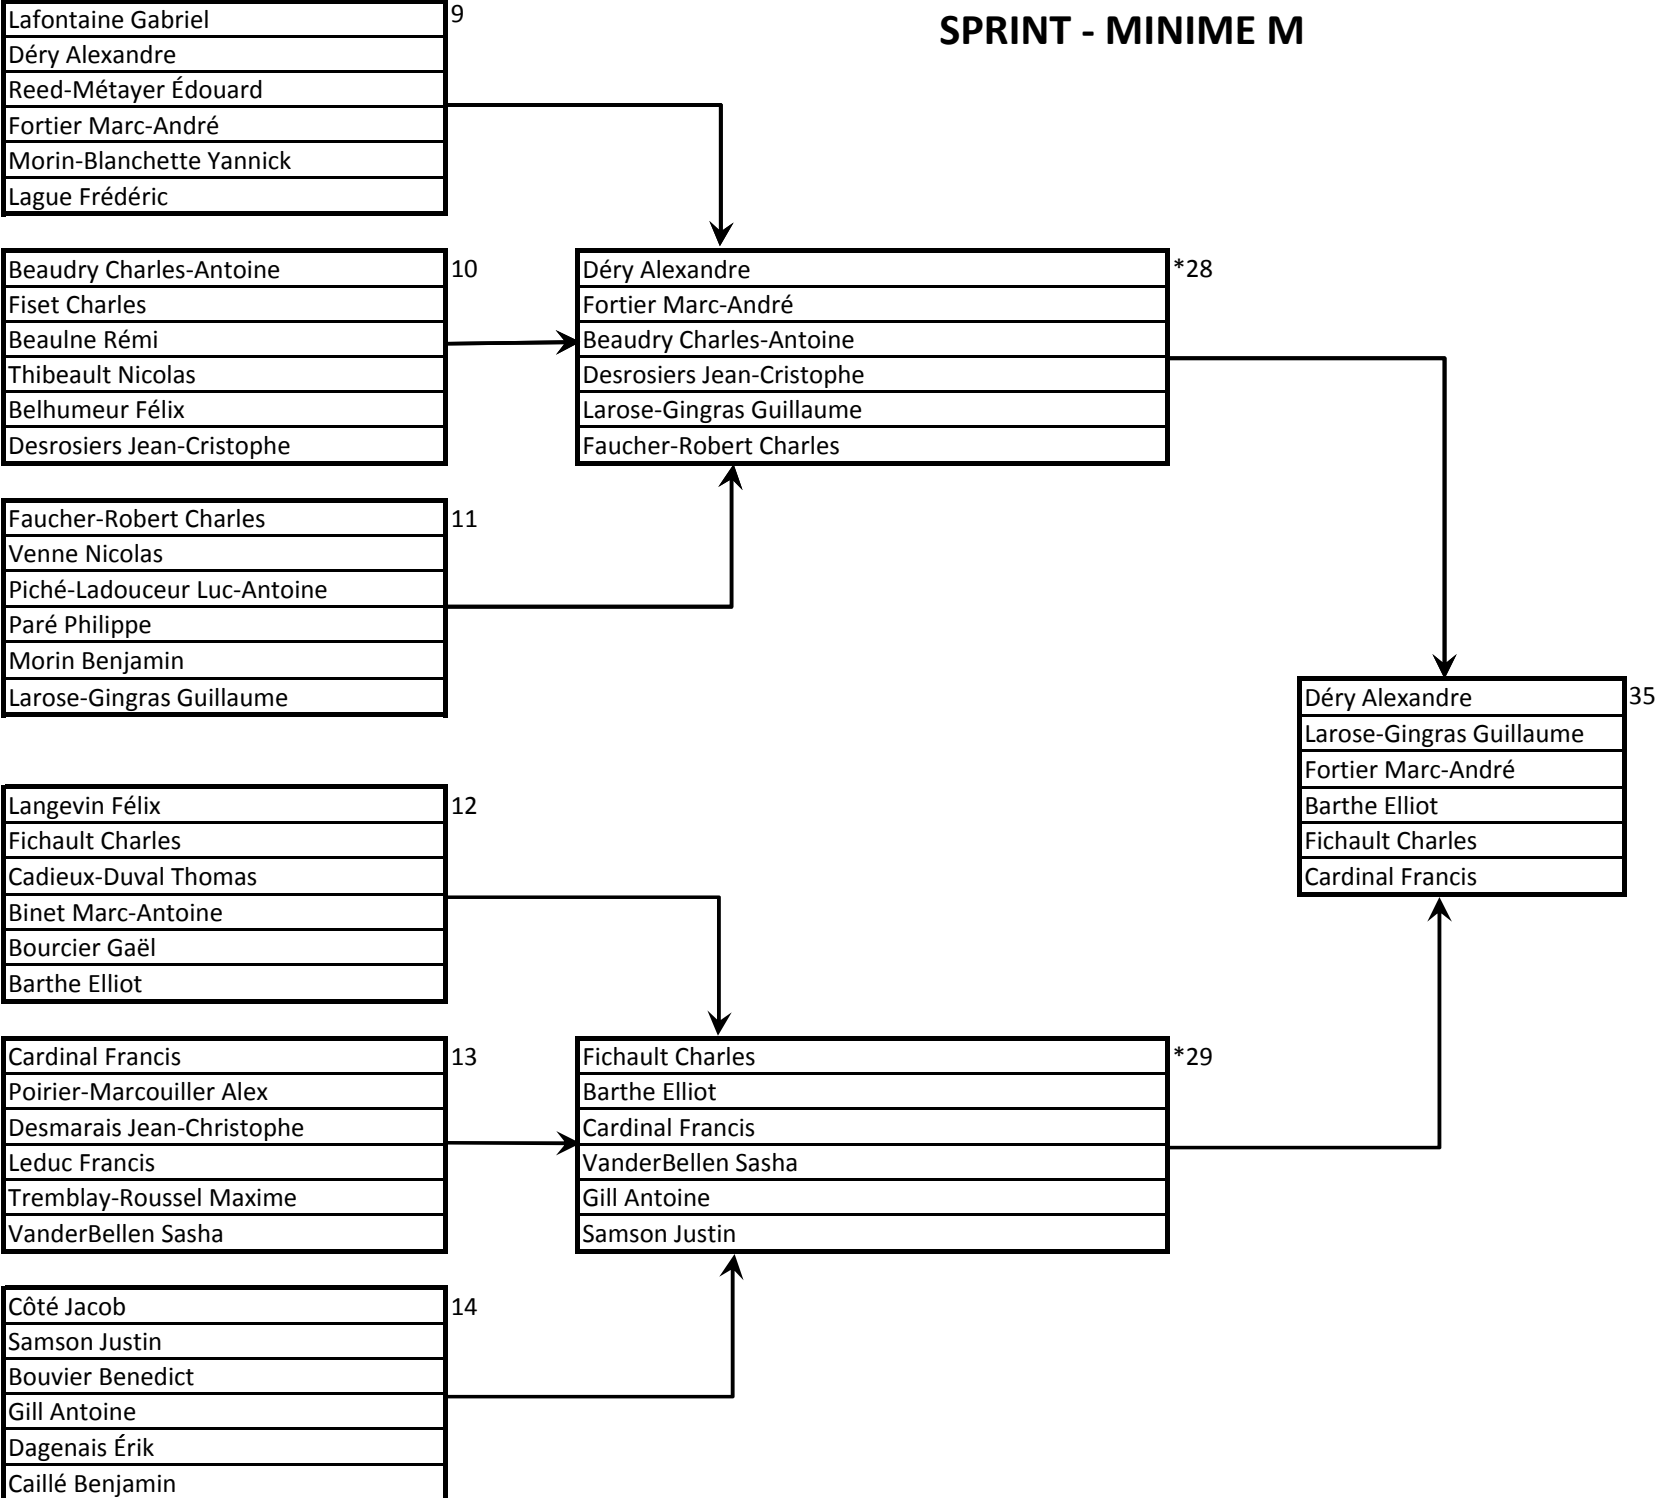 SPRINT - MINIME M
Lafontaine Gabriel
9
Déry Alexandre
Reed-Métayer Édouard
Fortier Marc-André
Morin-Blanchette Yannick
Lague Frédéric
Beaudry Charles-Antoine
10
Fiset Charles
Beaulne Rémi
Thibeault Nicolas
Belhumeur Félix
Desrosiers Jean-Cristophe
Déry Alexandre
*28
Fortier Marc-André
Beaudry Charles-Antoine
Desrosiers Jean-Cristophe
Larose-Gingras Guillaume
Faucher-Robert Charles
Faucher-Robert Charles
11
Venne Nicolas
Piché-Ladouceur Luc-Antoine
Paré Philippe
Morin Benjamin
Larose-Gingras Guillaume
Déry Alexandre
35
Larose-Gingras Guillaume
Fortier Marc-André
Barthe Elliot
Fichault Charles
Cardinal Francis
Langevin Félix
12
Fichault Charles
Cadieux-Duval Thomas
Binet Marc-Antoine
Bourcier Gaël
Barthe Elliot
Cardinal Francis
13
Poirier-Marcouiller Alex
Desmarais Jean-Christophe
Leduc Francis
Tremblay-Roussel Maxime
VanderBellen Sasha
Fichault Charles
*29
Barthe Elliot
Cardinal Francis
VanderBellen Sasha
Gill Antoine
Samson Justin
Côté Jacob
14
Samson Justin
Bouvier Benedict
Gill Antoine
Dagenais Érik
Caillé Benjamin